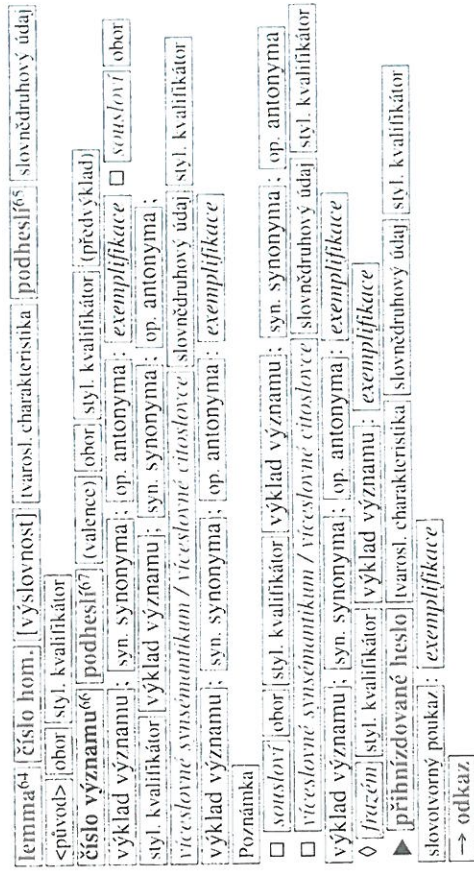 lemma⁶⁴ číslo hom. [výslovnost] tvarosl. charakteristika podheslí⁶⁵ slovnědruhový údaj
<původ> obor styl. kvalifikátor
číslo významu⁶⁶ podheslí⁶⁷ (valence) obor styl. kvalifikátor (předvýklad)
výklad významu; syn. synonyma; op. antonyma: exemplifikace □ sousloví obor
styl. kvalifikátor výklad významu; syn. synonyma; op. antonyma;
víceslovné synsémantikum / víceslovné citoslovce slovnědruhový údaj styl. kvalifikátor
výklad významu; syn. synonyma; op. antonyma: exemplifikace
Poznámka
□ sousloví obor styl. kvalifikátor výklad významu; syn. synonyma; op. antonyma
□ víceslovné synsémantikum / víceslovné citoslovce slovnědruhový údaj styl. kvalifikátor
výklad významu; syn. synonyma; op. antonyma: exemplifikace
◊ frazém styl. kvalifikátor výklad významu: exemplifikace
▶ přihnízdované heslo tvarosl. charakteristika slovnědruhový údaj styl. kvalifikátor
slovotvorný poukaz: exemplifikace
→ odkaz